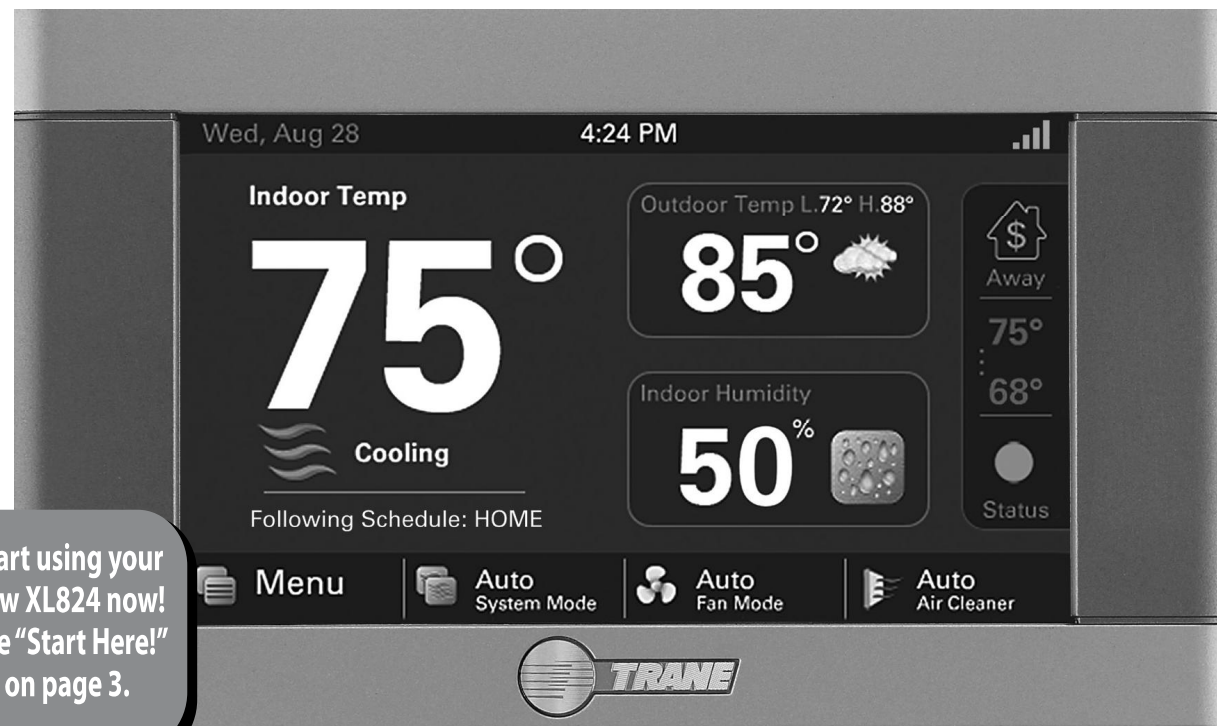 Wed, Aug 28
4:24 PM
Indoor Temp
75°
Cooling
Following Schedule: HOME
Outdoor Temp L.72° H.88°
85°
Indoor Humidity
50%
$
Away
75°
68°
Status
Menu
Auto
System Mode
Auto
Fan Mode
Auto
Air Cleaner
using your
XL824 now!
“Start Here!”
on page 3.
TRANE